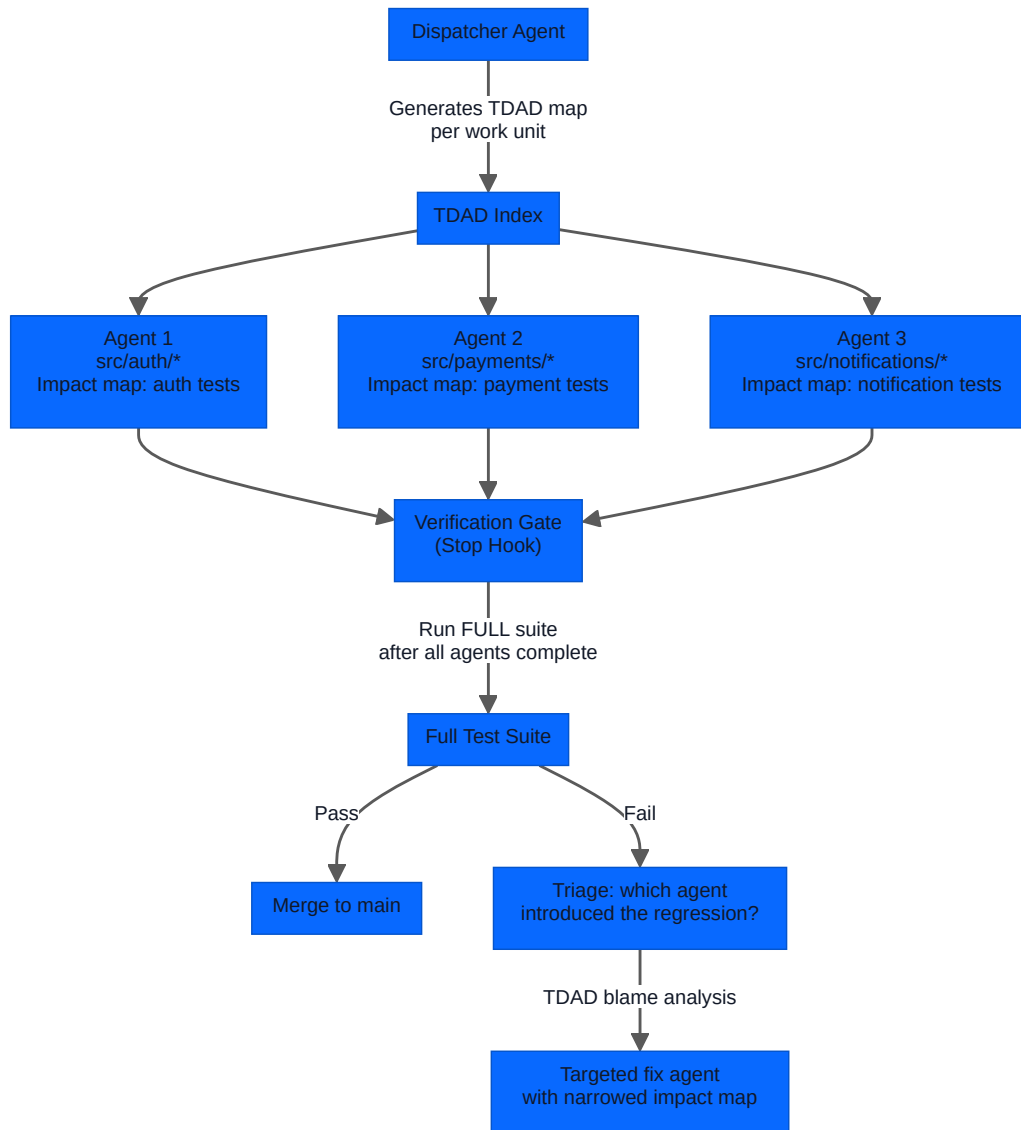 Dispatcher Agent
Generates TDAD map
per work unit
TDAD Index
Agent 1
src/auth/*
Impact map: auth tests
Agent 2
src/payments/*
Impact map: payment tests
Agent 3
src/notifications/*
Impact map: notification tests
Verification Gate
(Stop Hook)
Run FULL suite
after all agents complete
Full Test Suite
Pass
Fail
Merge to main
Triage: which agent
introduced the regression?
TDAD blame analysis
Targeted fix agent
with narrowed impact map